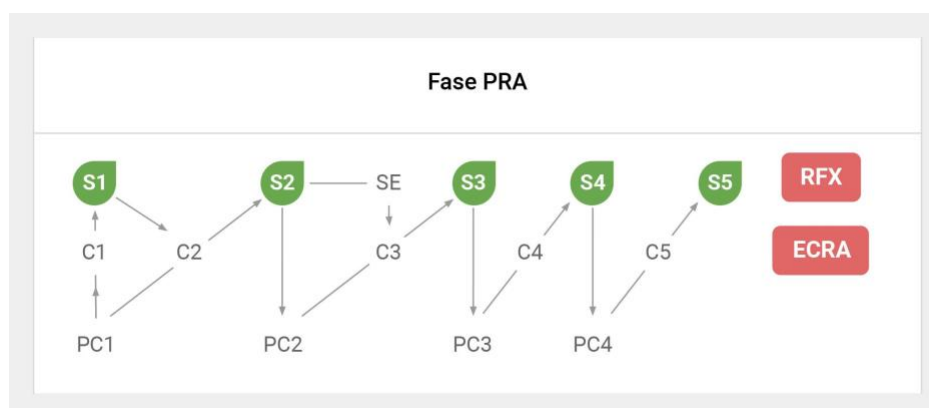 Fase PRA
S1 S2 SE S3 S4 S5 RFX
C1 C2 C3 C4 C5 ECRA
PC1 PC2 PC3 PC4